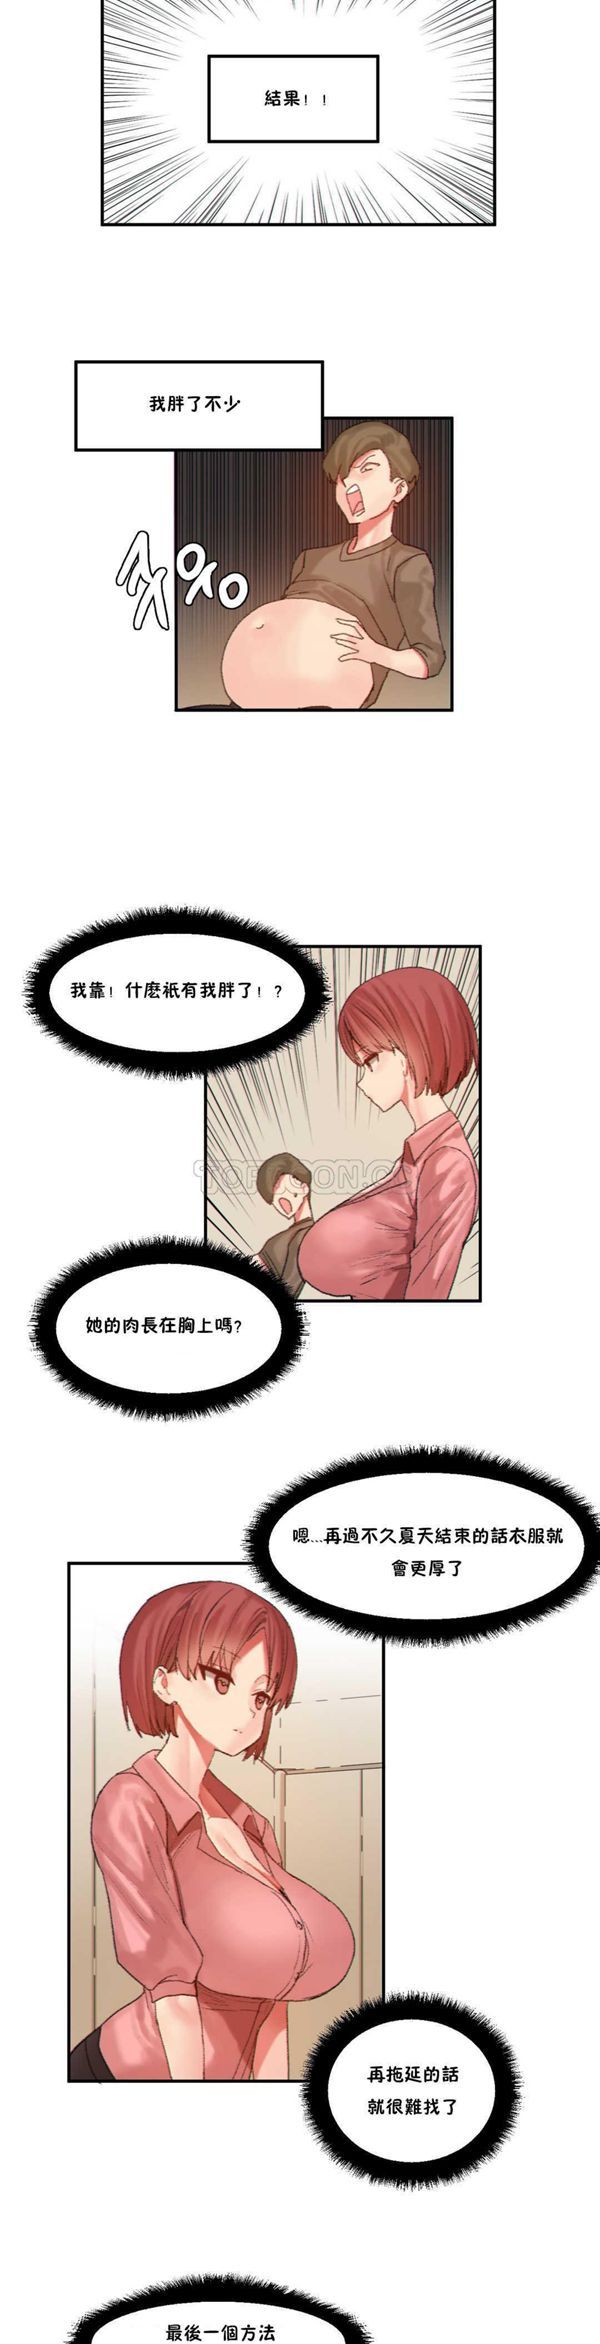 結果！！
我胖了不少
我靠！什麽衹有我胖了！？
TOPTOON.CO
她的肉長在胸上嗎？
嗯…再過不久夏天結束的話衣服就
會更厚了
再拖延的話
就很難找了
最後一個方法